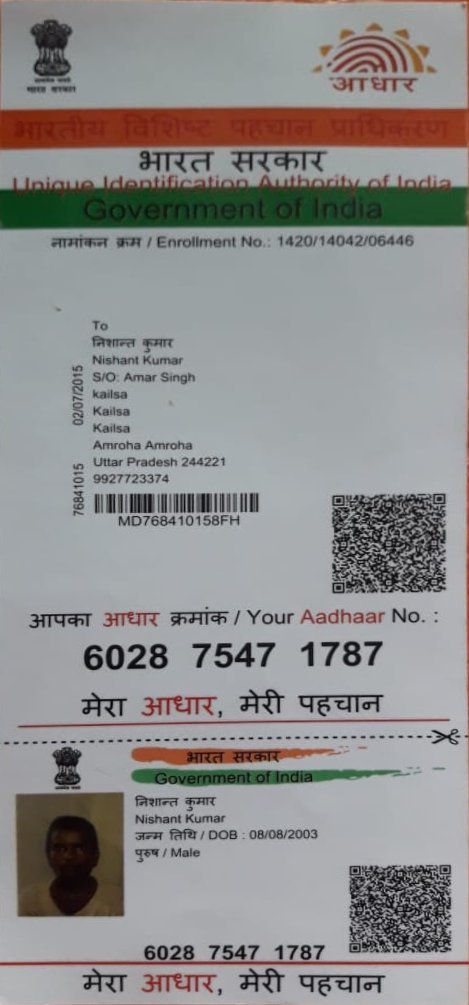 भारत सरकार
आधार
भारतीय विशिष्ट पहचान प्राधिकरण
भारत सरकार
Unique Identification Authority of India
Government of India
नामांकन क्रम / Enrollment No.: 1420/14042/06446
To
निशान्त कुमार
Nishant Kumar
S/O: Amar Singh
kailsa
Kailsa
Kailsa
Amroha Amroha
Uttar Pradesh 244221
9927723374
02/07/2015
76841015
MD768410158FH
आपका आधार क्रमांक / Your Aadhaar No. :
6028 7547 1787
मेरा आधार, मेरी पहचान
भारत सरकार
Government of India
निशान्त कुमार
Nishant Kumar
जन्म तिथि / DOB : 08/08/2003
पुरुष / Male
6028 7547 1787
मेरा आधार, मेरी पहचान